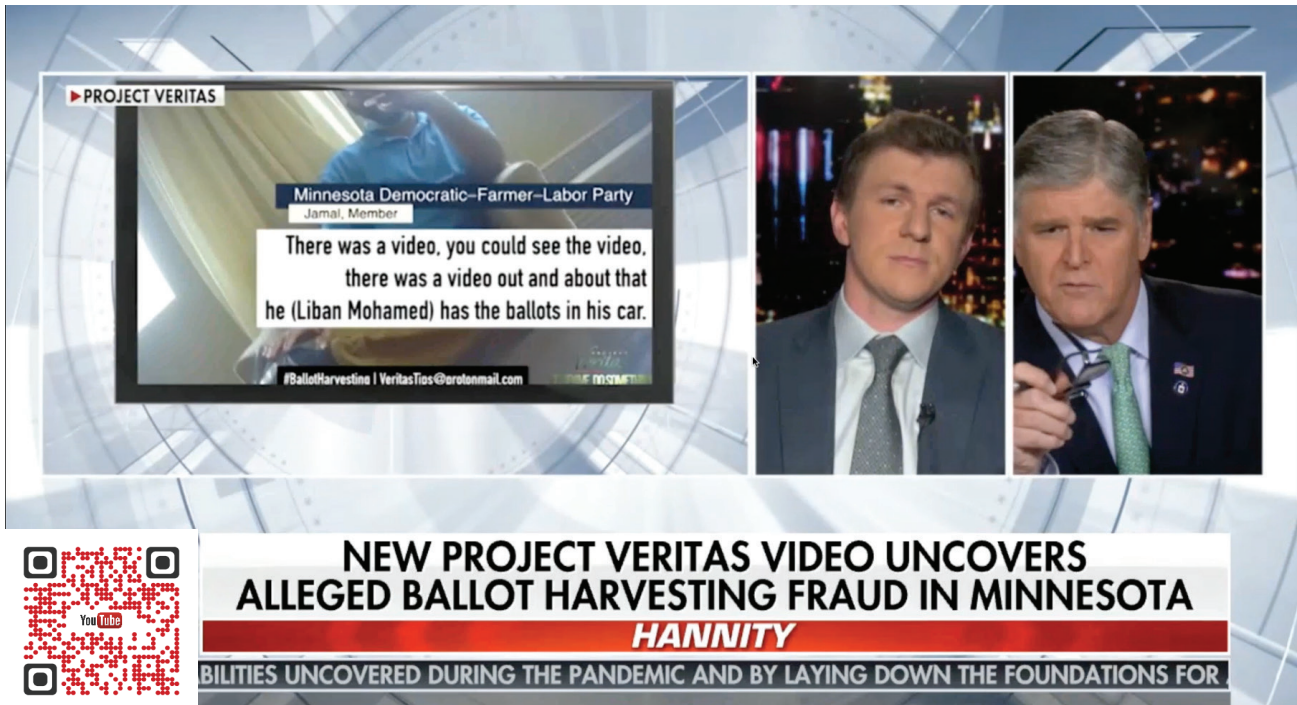 PROJECT VERITAS
Minnesota Democratic–Farmer–Labor Party
Jamal, Member
There was a video, you could see the video,
there was a video out and about that
he (Liban Mohamed) has the ballots in his car.
#BallotHarvesting | VeritasTips@protonmail.com
NEW PROJECT VERITAS VIDEO UNCOVERS
ALLEGED BALLOT HARVESTING FRAUD IN MINNESOTA
HANNITY
BILITIES UNCOVERED DURING THE PANDEMIC AND BY LAYING DOWN THE FOUNDATIONS FOR
YouTube